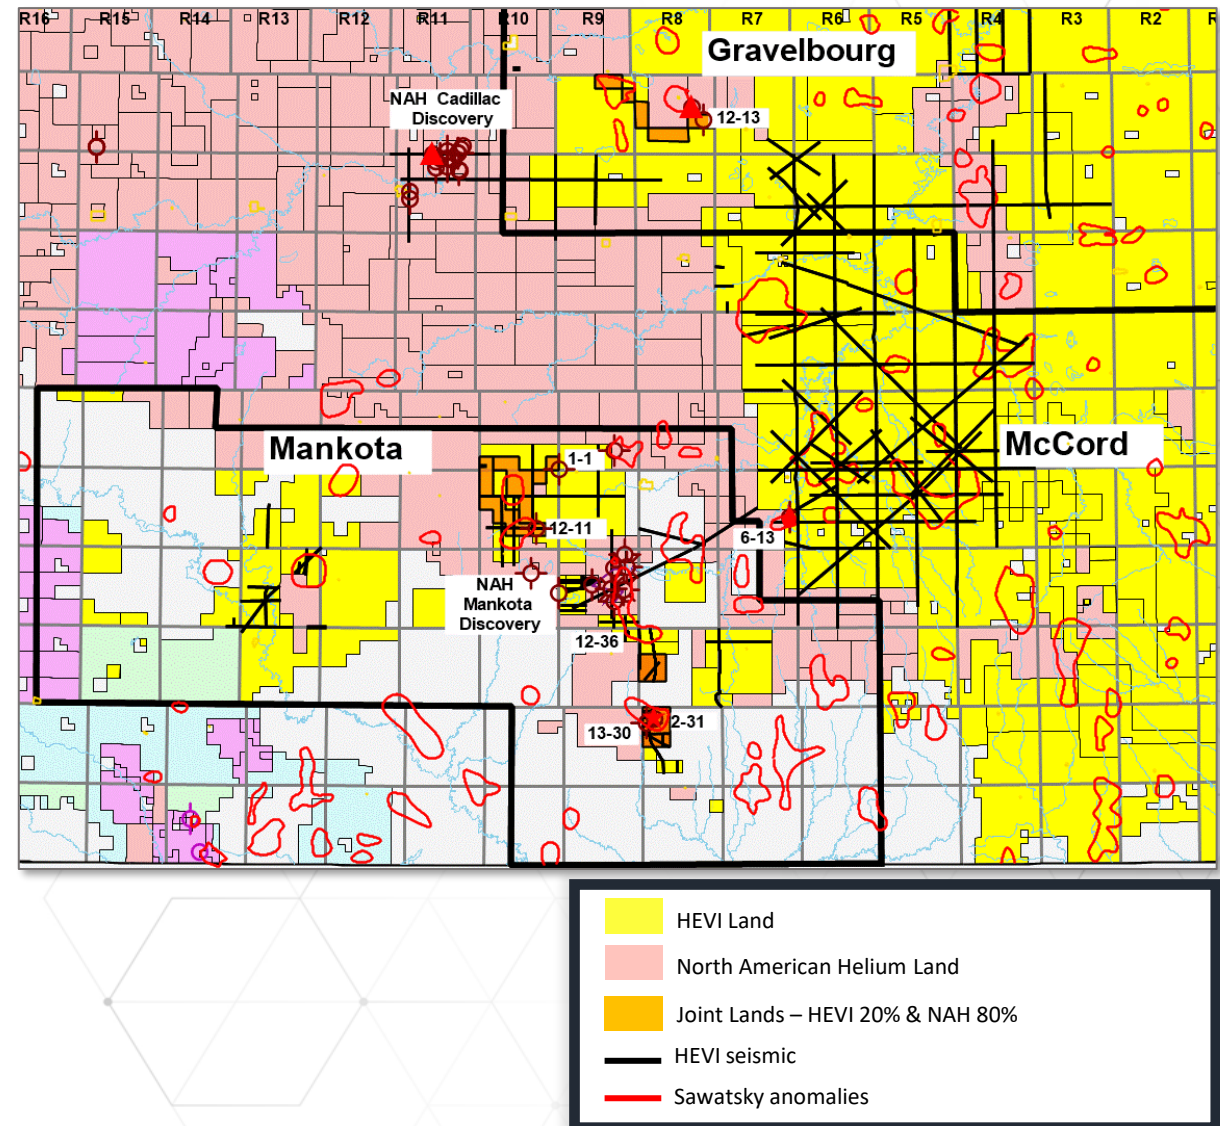 R16 R15 R14 R13 R12 R11 R10 R9 R8 R7 R6 R5 R4 R3 R2 R
Gravelbourg
NAH Cadillac
Discovery
12-13
Mankota
McCord
1-1
12-11
6-13
NAH
Mankota
Discovery
12-36
13-30
2-31
HEVI Land
North American Helium Land
Joint Lands – HEVI 20% & NAH 80%
HEVI seismic
Sawatsky anomalies